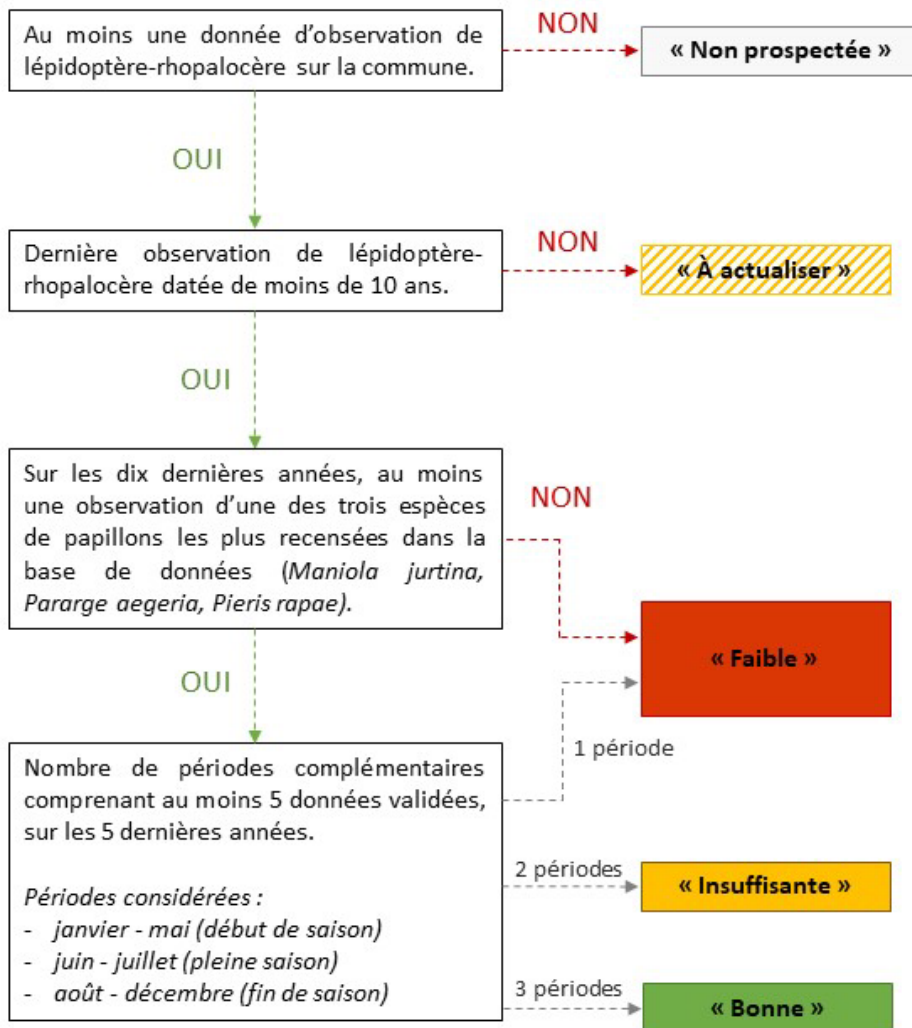 Au moins une donnée d'observation de
lépidoptère-rhopalocère sur la commune.
NON
« Non prospectée »
OUI
Dernière observation de lépidoptère-
rhopalocère datée de moins de 10 ans.
NON
« À actualiser »
OUI
Sur les dix dernières années, au moins
une observation d'une des trois espèces
de papillons les plus recensées dans la
base de données (Maniola jurtina,
Pararge aegeria, Pieris rapae).
NON
« Faible »
OUI
1 période
Nombre de périodes complémentaires
comprenant au moins 5 données validées,
sur les 5 dernières années.
Périodes considérées :
- janvier - mai (début de saison)
- juin - juillet (pleine saison)
- août - décembre (fin de saison)
2 périodes
« Insuffisante »
3 périodes
« Bonne »